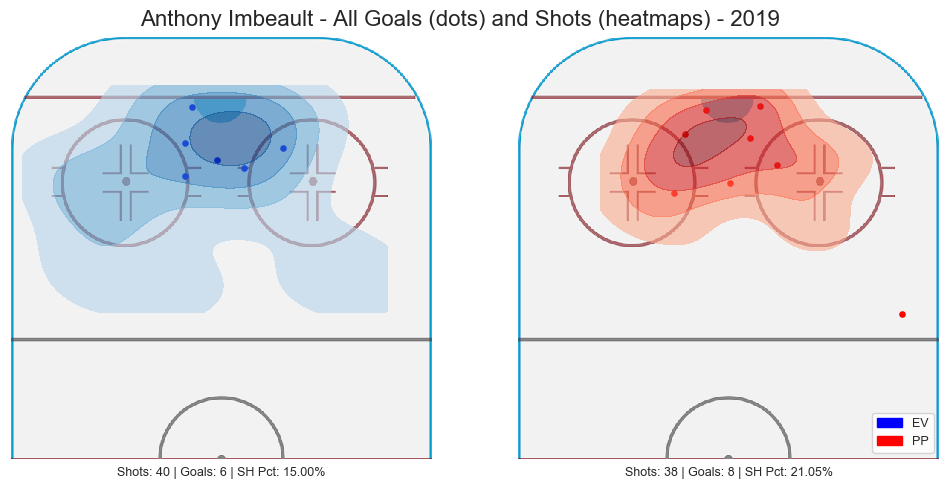 Anthony Imbeault - All Goals (dots) and Shots (heatmaps) - 2019
EV
PP
Shots: 40 | Goals: 6 | SH Pct: 15.00%
Shots: 38 | Goals: 8 | SH Pct: 21.05%